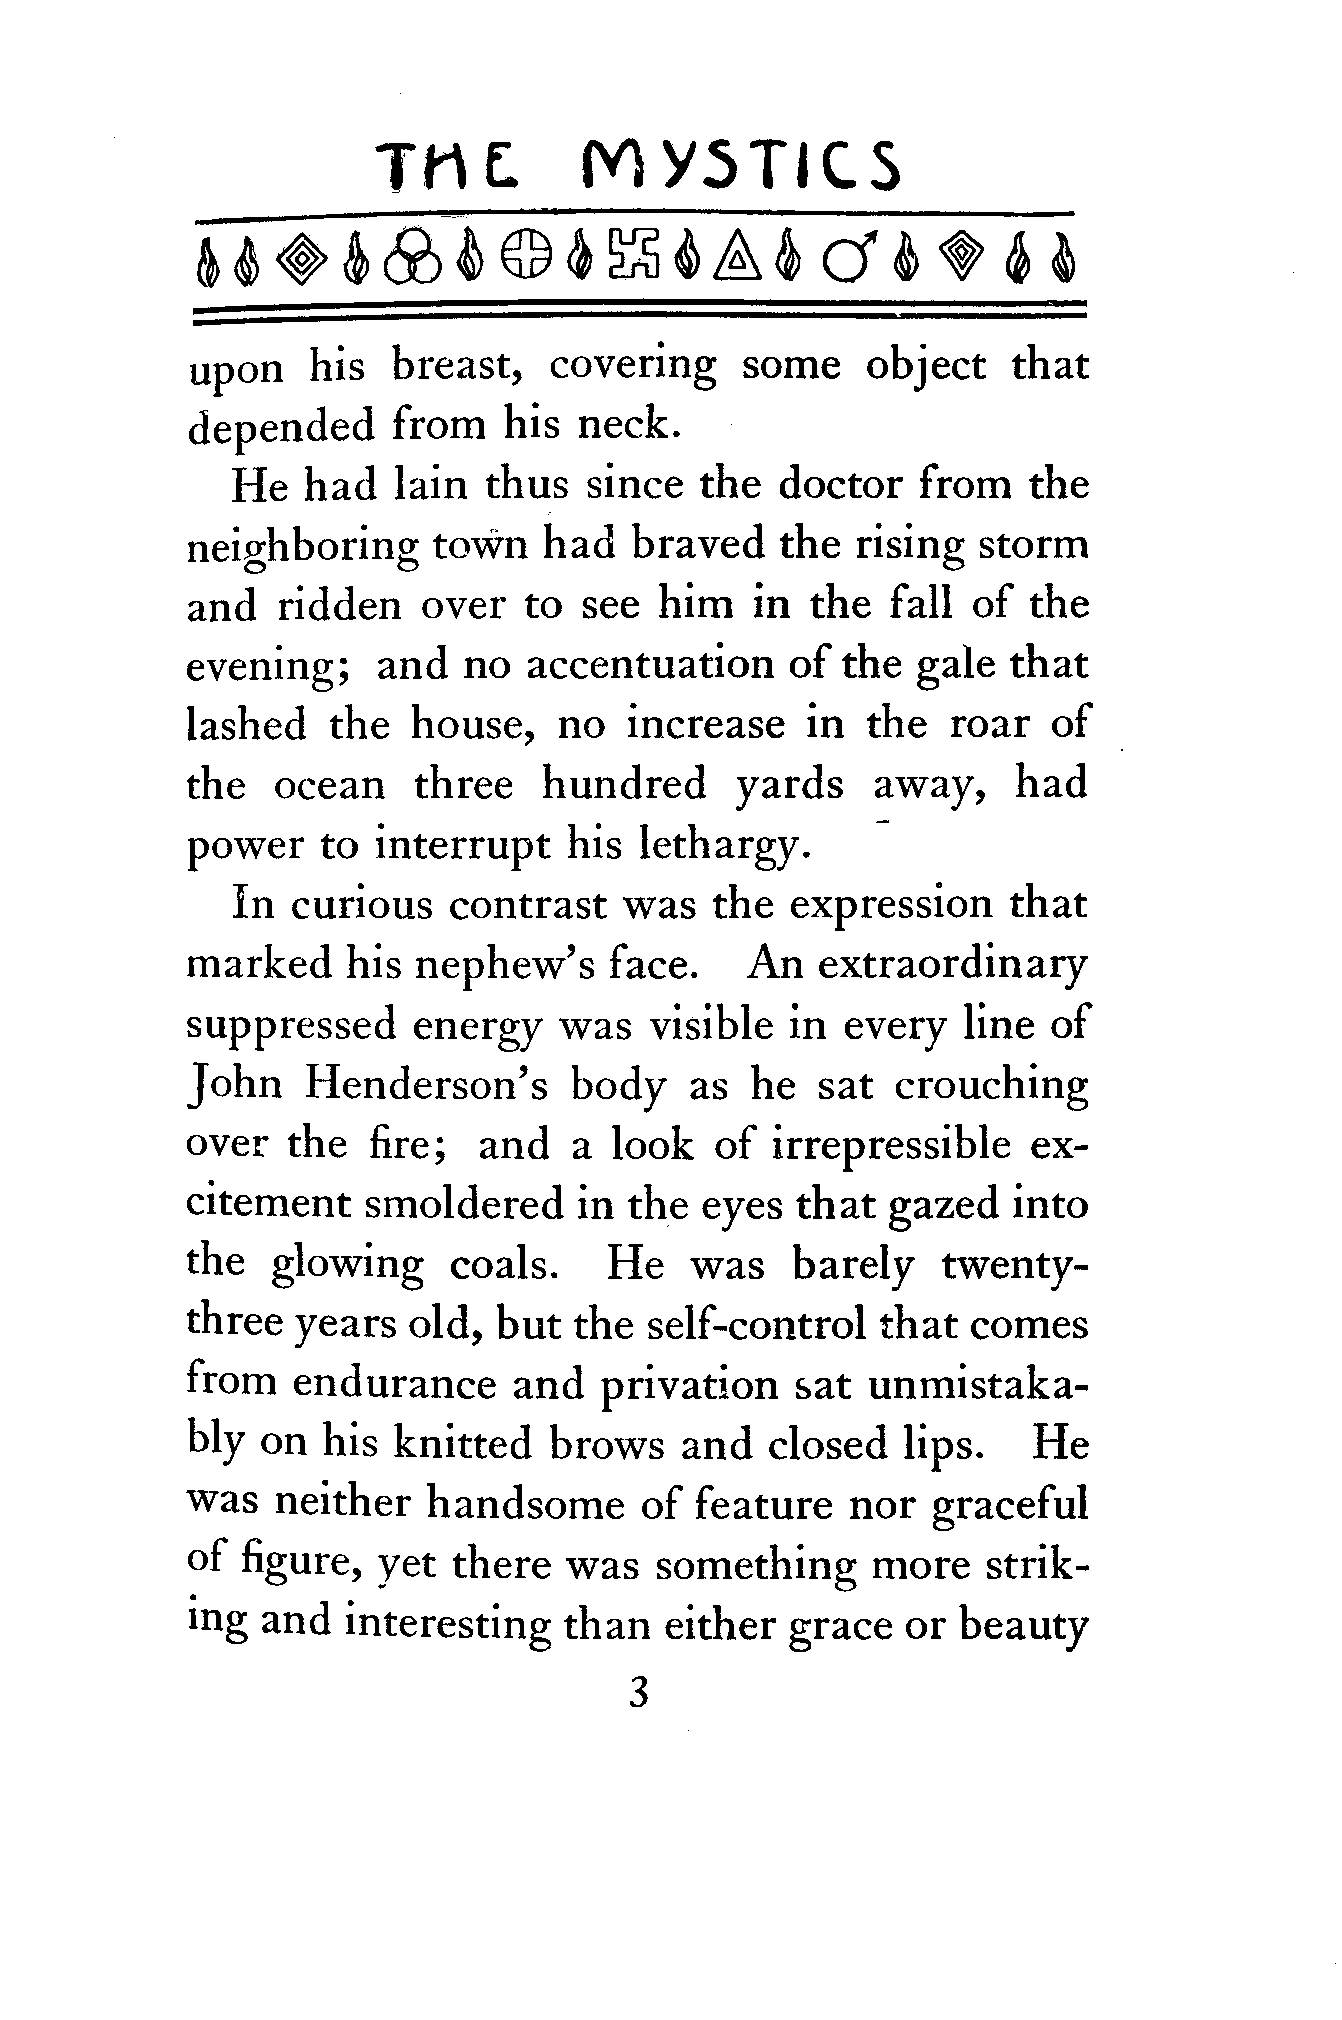 THE MYSTICS
upon his breast, covering some object that
depended from his neck.
He had lain thus since the doctor from the
neighboring town had braved the rising storm
and ridden over to see him in the fall of the
evening; and no accentuation of the gale that
lashed the house, no increase in the roar of
the ocean three hundred yards away, had
power to interrupt his lethargy.
In curious contrast was the expression that
marked his nephew's face. An extraordinary
suppressed energy was visible in every line of
John Henderson's body as he sat crouching
over the fire; and a look of irrepressible ex-
citement smoldered in the eyes that gazed into
the glowing coals. He was barely twenty-
three years old, but the self-control that comes
from endurance and privation sat unmistaka-
bly on his knitted brows and closed lips. He
was neither handsome of feature nor graceful
of figure, yet there was something more strik-
ing and interesting than either grace or beauty
3